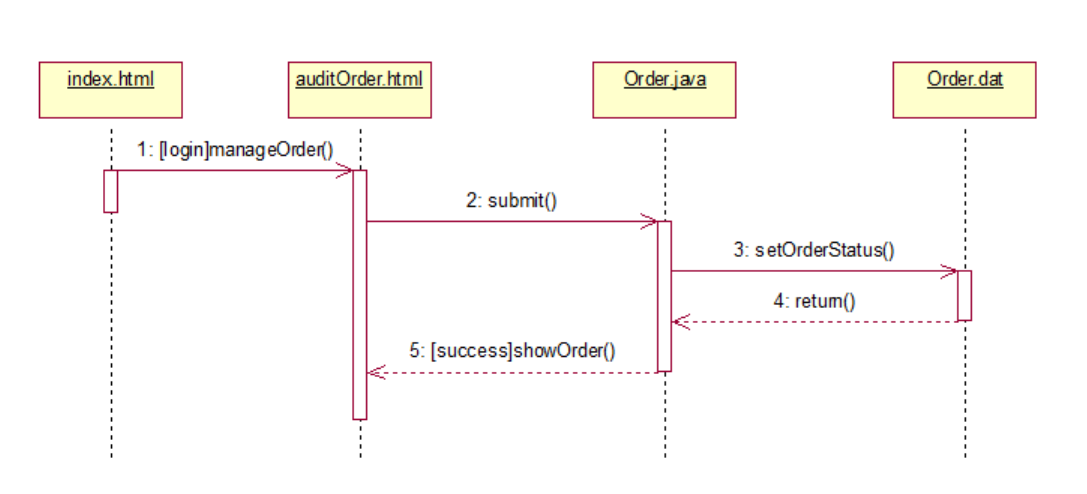 index.html
auditOrder.html
Order.java
Order.dat
1: [login]manageOrder()
2: submit()
3: setOrderStatus()
4: return()
5: [success]showOrder()